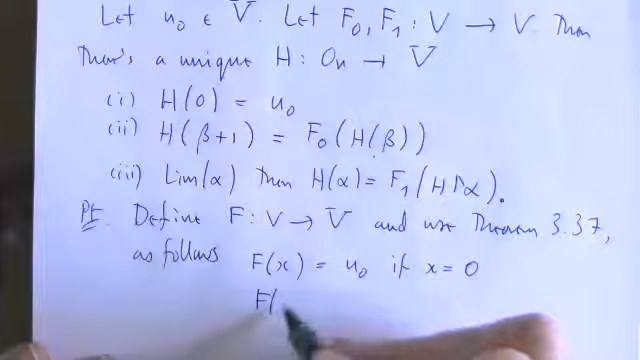 Let u₀ ∈ V. Let F₀, F₁ : V → V. Then
there's a unique H : On → V
(i) H(0) = u₀
(ii) H(β+1) = F₀(H(β))
(iii) Lim(α) then H(α) = F₁(H↾α).
Pf. Define F : V → V and use Theorem 3.37,
as follows F(x) = u₀ if x = 0
F(